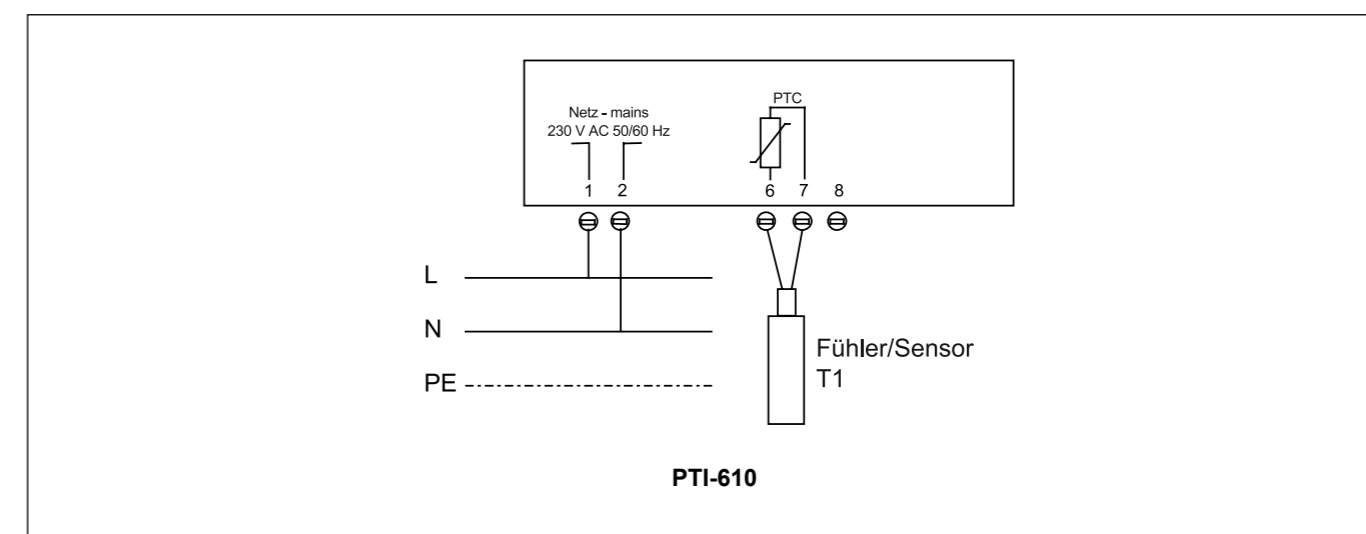 PTC
Netz - mains
230 V AC 50/60 Hz
1 2 6 7 8
L
N
Fühler/Sensor
T1
PE
PTI-610